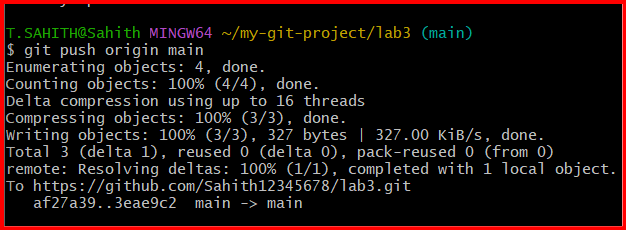 T.SAHITH@Sahith MINGW64 ~/my-git-project/lab3 (main)
$ git push origin main
Enumerating objects: 4, done.
Counting objects: 100% (4/4), done.
Delta compression using up to 16 threads
Compressing objects: 100% (3/3), done.
Writing objects: 100% (3/3), 327 bytes | 327.00 KiB/s, done.
Total 3 (delta 1), reused 0 (delta 0), pack-reused 0 (from 0)
remote: Resolving deltas: 100% (1/1), completed with 1 local object.
To https://github.com/Sahith12345678/lab3.git
   af27a39..3eae9c2  main -> main